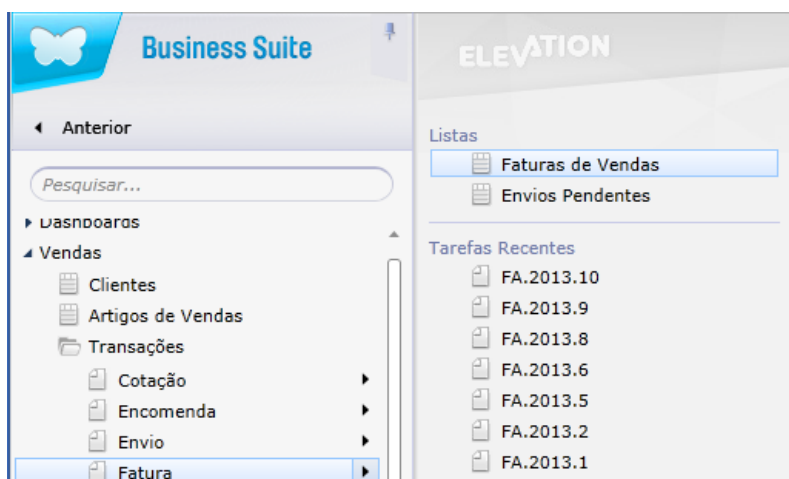 Business Suite
Anterior
Pesquisar...
Dashboards
Vendas
Clientes
Artigos de Vendas
Transações
Cotação
Encomenda
Envio
Fatura
ELEVATION
Listas
Faturas de Vendas
Envios Pendentes
Tarefas Recentes
FA.2013.10
FA.2013.9
FA.2013.8
FA.2013.6
FA.2013.5
FA.2013.2
FA.2013.1